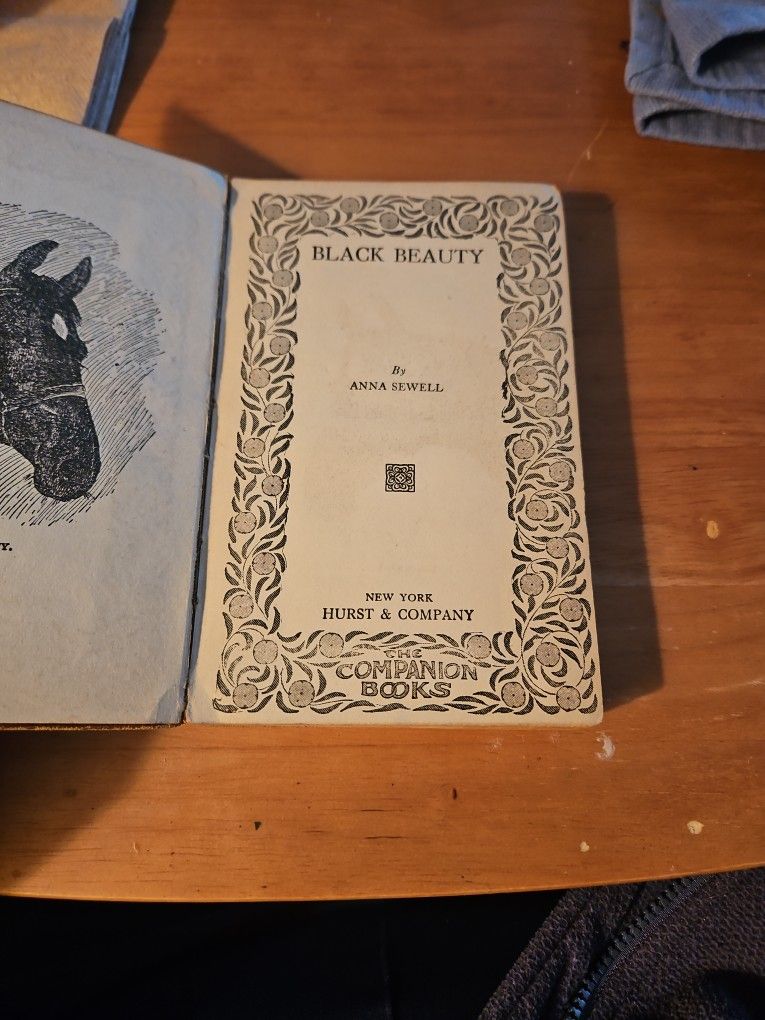 Y.
BLACK BEAUTY
By
ANNA SEWELL
NEW YORK
HURST & COMPANY
THE
COMPANION
BOOKS